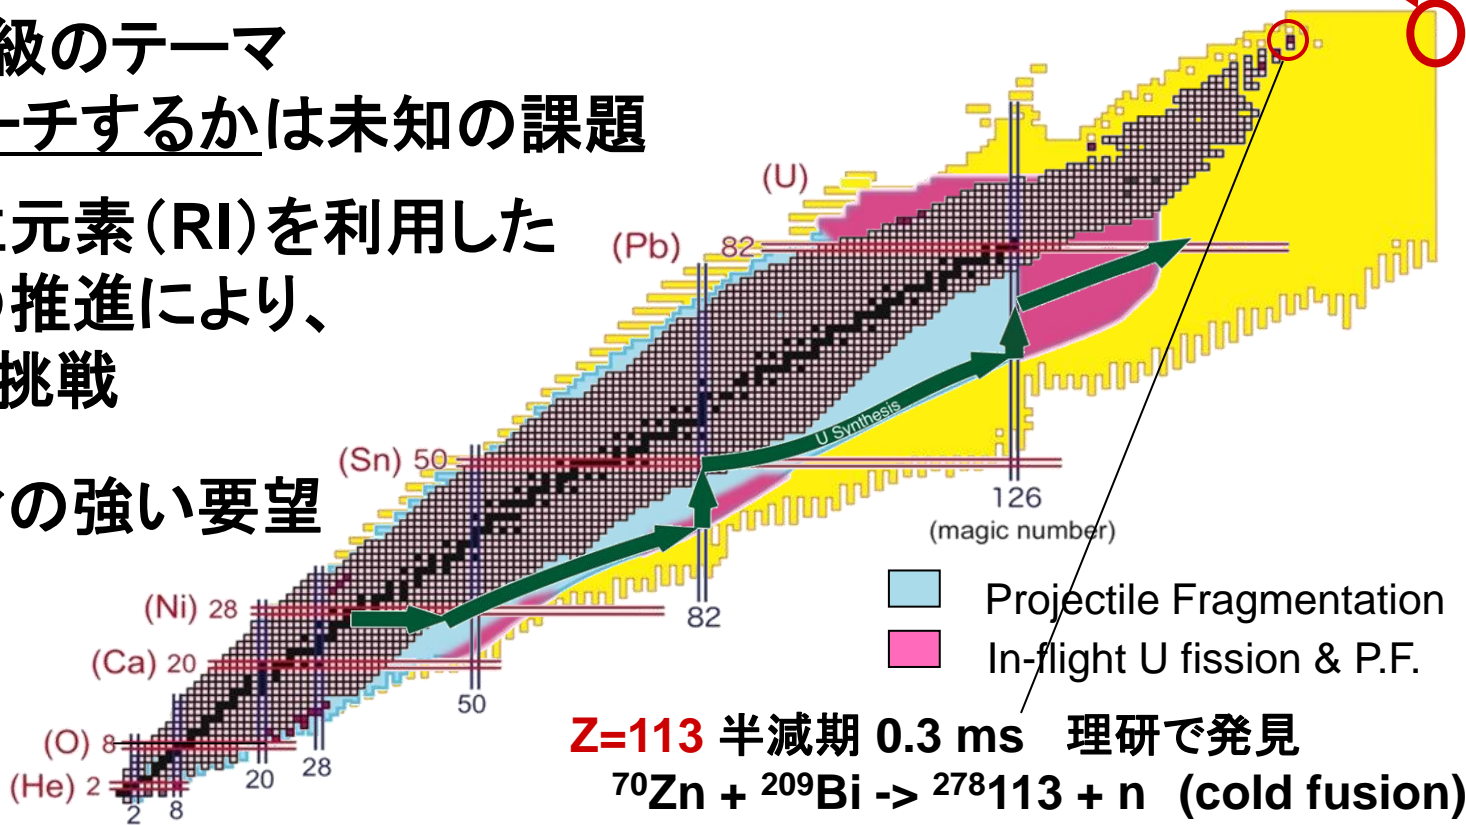 級のテーマ
ーチするかは未知の課題
元素（RI）を利用した
の推進により、
挑戦
の強い要望
(U)
(Pb) 82
(Sn) 50
(Ni) 28
(Ca) 20
(O) 8
(He) 2
2
8
20
28
50
82
126
(magic number)
U Synthesis
Projectile Fragmentation
In-flight U fission & P.F.
Z=113 半減期 0.3 ms 理研で発見
⁷⁰Zn + ²⁰⁹Bi -> ²⁷⁸113 + n (cold fusion)